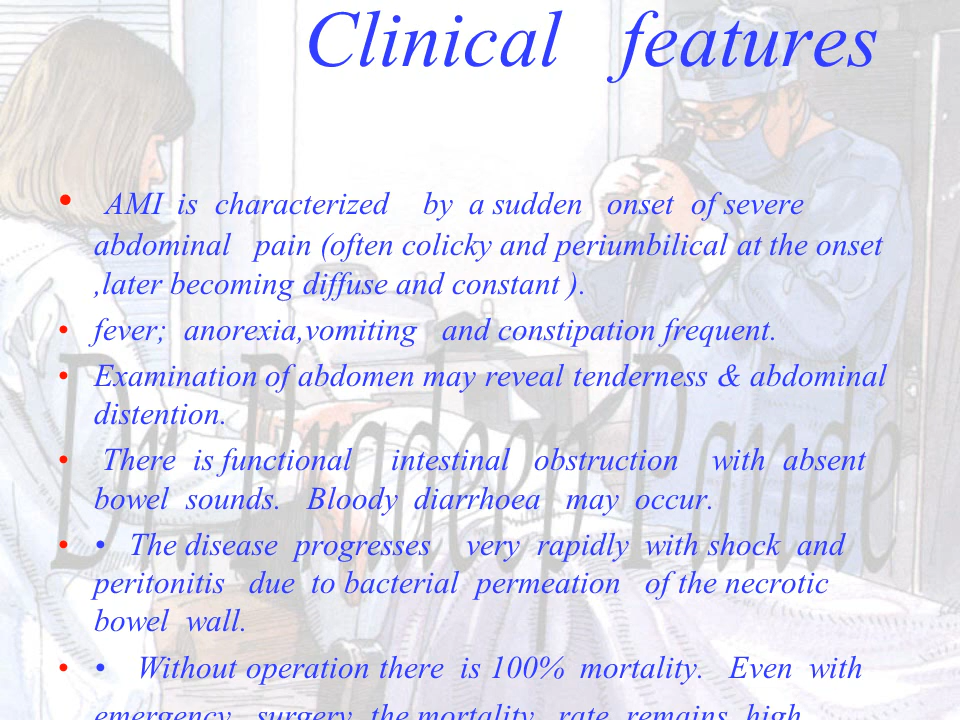 Clinical features
• AMI is characterized by a sudden onset of severe
abdominal pain (often colicky and periumbilical at the onset
,later becoming diffuse and constant ).
• fever; anorexia,vomiting and constipation frequent.
• Examination of abdomen may reveal tenderness & abdominal
distention.
• There is functional intestinal obstruction with absent
bowel sounds. Bloody diarrhoea may occur.
• • The disease progresses very rapidly with shock and
peritonitis due to bacterial permeation of the necrotic
bowel wall.
• • Without operation there is 100% mortality. Even with
emergency surgery the mortality rate remains high
Dr. Pradeep Pande